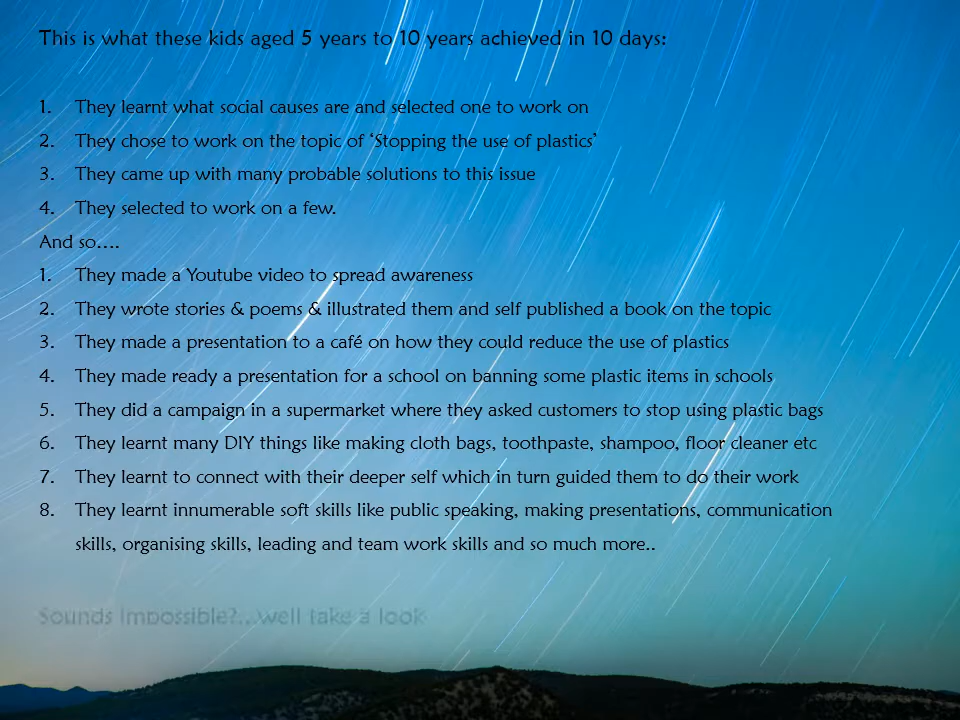 This is what these kids aged 5 years to 10 years achieved in 10 days:
1. They learnt what social causes are and selected one to work on
2. They chose to work on the topic of ‘Stopping the use of plastics’
3. They came up with many probable solutions to this issue
4. They selected to work on a few.
And so….
1. They made a Youtube video to spread awareness
2. They wrote stories & poems & illustrated them and self published a book on the topic
3. They made a presentation to a café on how they could reduce the use of plastics
4. They made ready a presentation for a school on banning some plastic items in schools
5. They did a campaign in a supermarket where they asked customers to stop using plastic bags
6. They learnt many DIY things like making cloth bags, toothpaste, shampoo, floor cleaner etc
7. They learnt to connect with their deeper self which in turn guided them to do their work
8. They learnt innumerable soft skills like public speaking, making presentations, communication
skills, organising skills, leading and team work skills and so much more..
Sounds Impossible?...well take a look